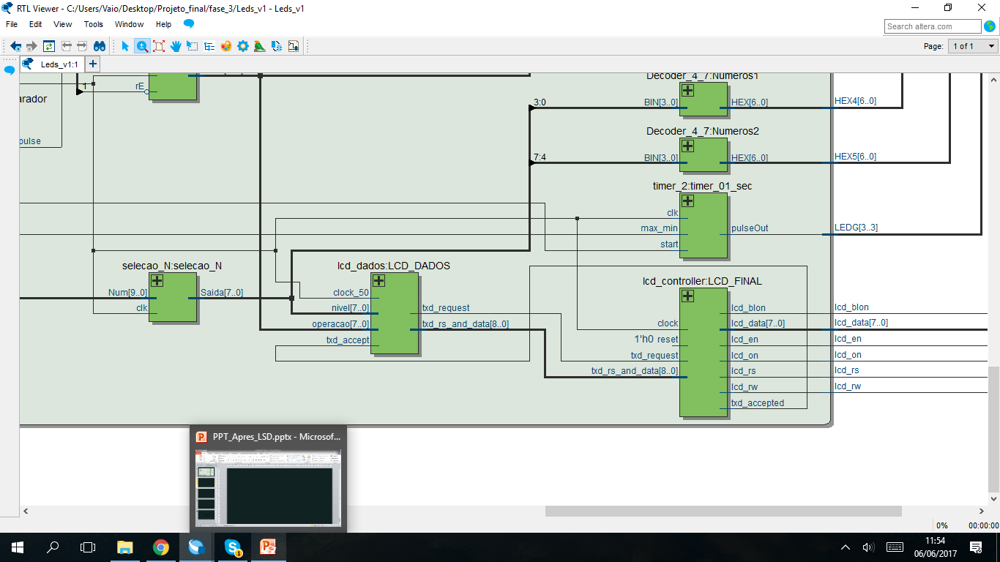 RTL Viewer - C:/Users/Vaio/Desktop/Projeto_final/fase_3/Leds_v1 - Leds_v1
File Edit View Tools Window Help
Search altera.com
Page: 1 of 1
Leds_v1:1
Decoder_4_7:Numeros1
1
rE
arador
3:0
BIN[3..0]
HEX[6..0]
HEX4[6..0]
pulse
Decoder_4_7:Numeros2
7:4
BIN[3..0]
HEX[6..0]
HEX5[6..0]
timer_2:timer_01_sec
clk
max_min
pulseOut
LEDG[3..3]
start
selecao_N:selecao_N
Num[9..0]
Saida[7..0]
clk
lcd_dados:LCD_DADOS
clock_50
nivel[7..0]
txd_request
operacao[7..0]
txd_rs_and_data[8..0]
txd_accept
lcd_controller:LCD_FINAL
lcd_blon
lcd_blon
clock
lcd_data[7..0]
lcd_data[7..0]
1'h0 reset
lcd_en
lcd_en
txd_request
lcd_on
lcd_on
txd_rs_and_data[8..0]
lcd_rs
lcd_rs
lcd_rw
lcd_rw
txd_accepted
PPT_Apres_LSD.pptx - Microsof...
0% 00:00:00
1
11:54
06/06/2017